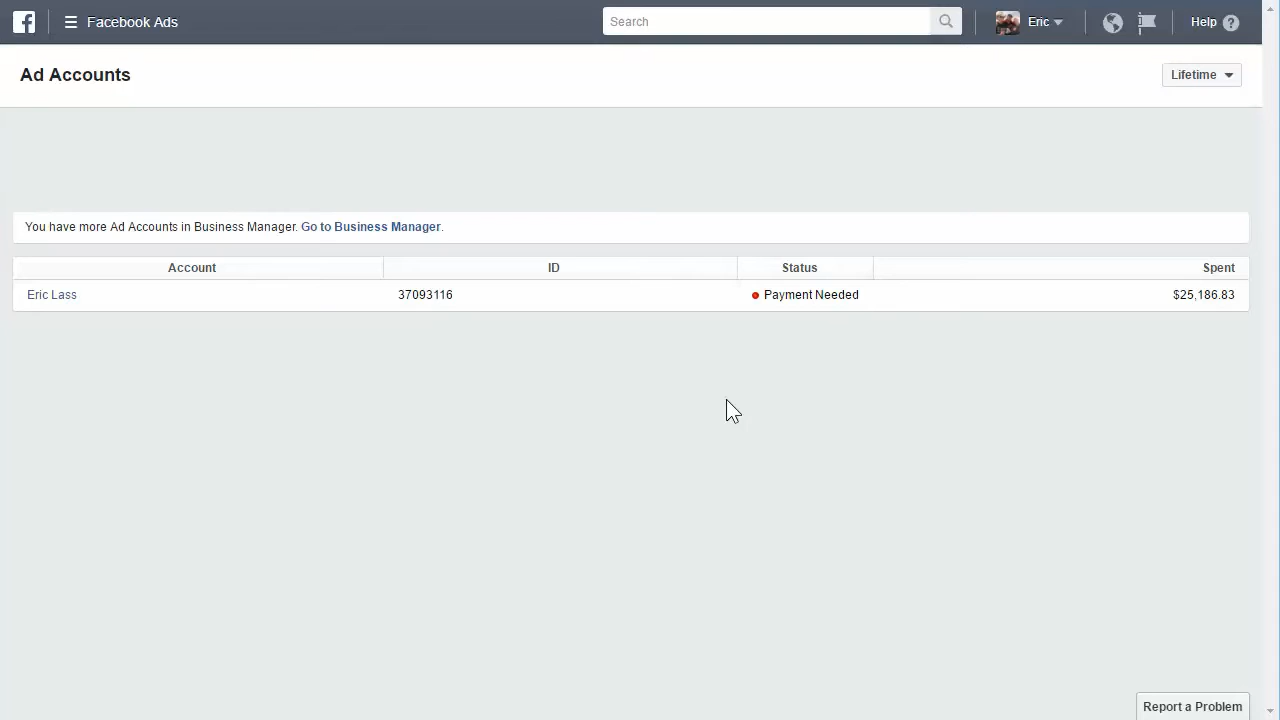 Facebook Ads
Search
Eric
Help ?
Ad Accounts
Lifetime
You have more Ad Accounts in Business Manager. Go to Business Manager.
Account ID Status Spent
Eric Lass 37093116 Payment Needed $25,186.83
Report a Problem